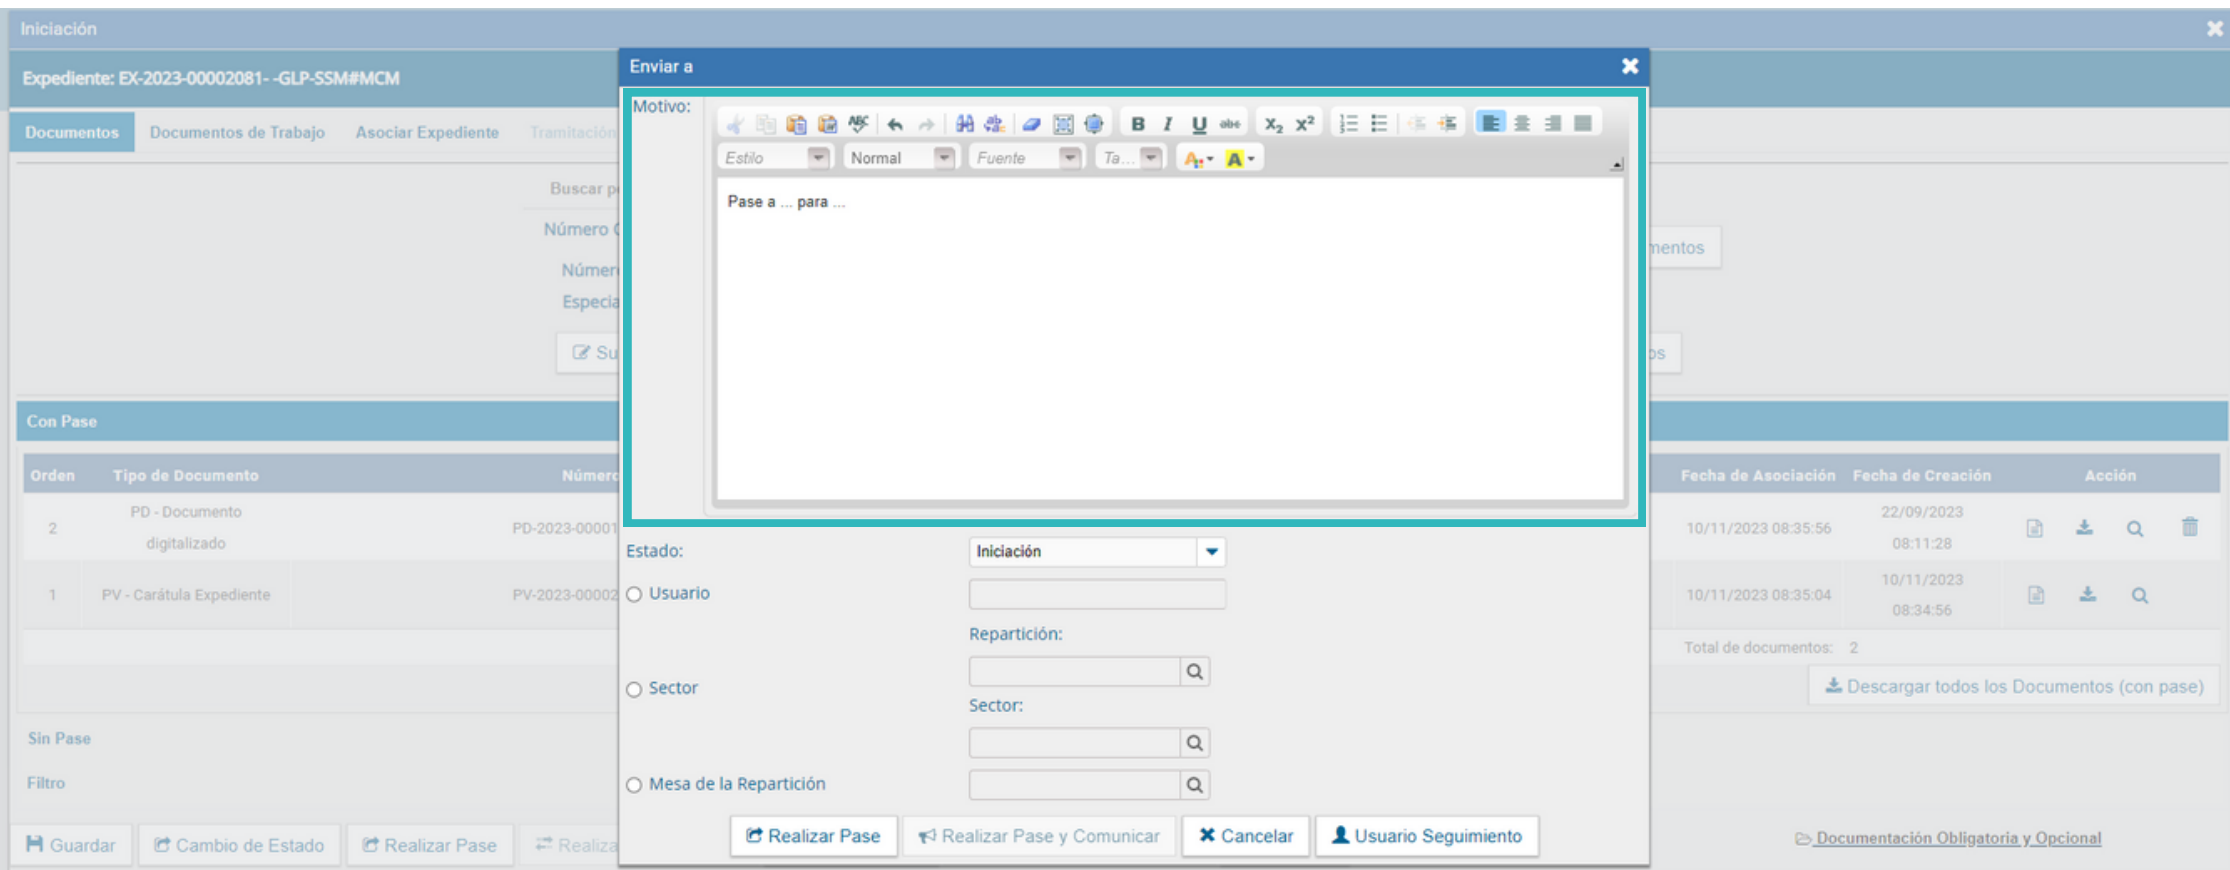 Iniciación
Expediente: EX-2023-00002081- -GLP-SSM#MCM
Documentos Documentos de Trabajo Asociar Expediente Tramitación
Buscar
Número
Su
Con Pase
Orden Tipo de Documento
2 PD - Documento digitalizado PD-2023-00001
1 PV - Carátula Expediente PV-2023-00002
Sin Pase
Filtro
Guardar Cambio de Estado Realizar Pase Realiza
Enviar a
Motivo:
ABC B I U abc X₂ X²
Estilo Normal Fuente Ta...
A A
Pase a ... para ...
Estado: Iniciación
Usuario
Repartición:
Sector
Sector:
Mesa de la Repartición
Realizar Pase Realizar Pase y Comunicar Cancelar Usuario Seguimiento
mentos
os
Fecha de Asociación Fecha de Creación Acción
10/11/2023 08:35:56 22/09/2023 08:11:28
10/11/2023 08:35:04 10/11/2023 08:34:56
Total de documentos: 2
Descargar todos los Documentos (con pase)
Documentación Obligatoria y Opcional